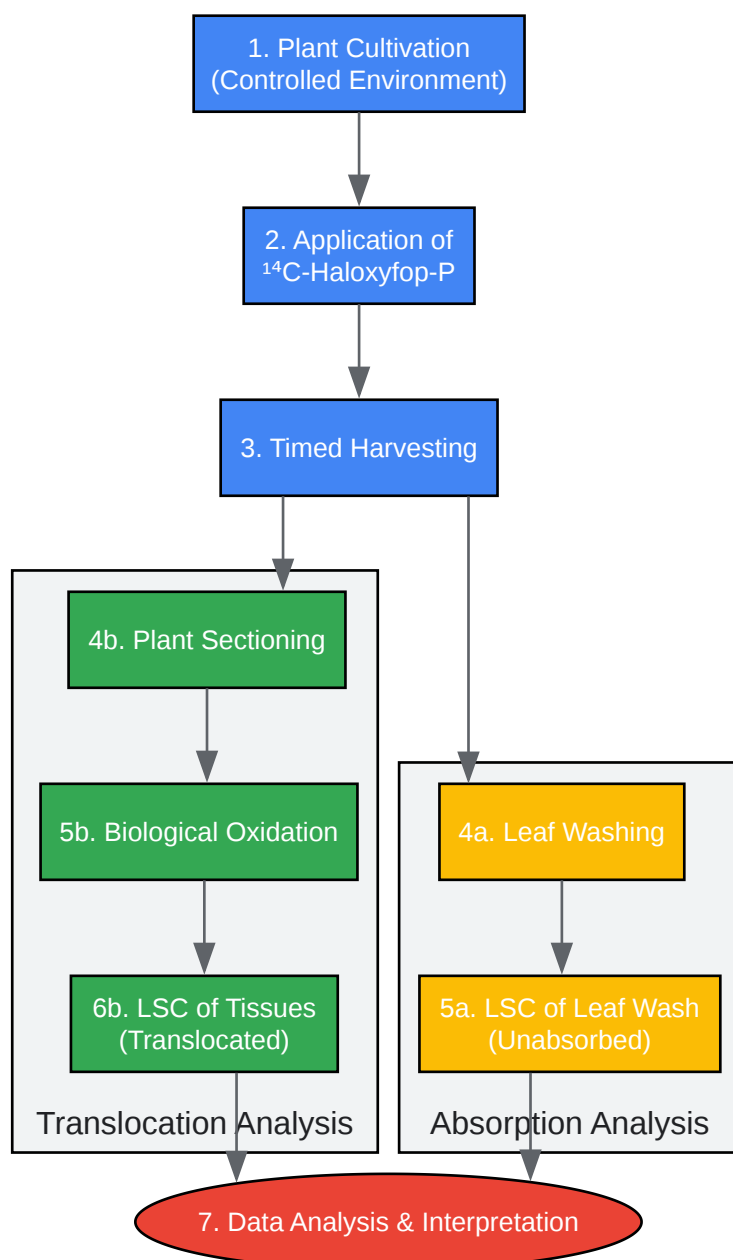 1. Plant Cultivation
(Controlled Environment)
2. Application of
¹⁴C-Haloxyfop-P
3. Timed Harvesting
4b. Plant Sectioning
5b. Biological Oxidation
4a. Leaf Washing
6b. LSC of Tissues
(Translocated)
5a. LSC of Leaf Wash
(Unabsorbed)
Translocation Analysis
Absorption Analysis
7. Data Analysis & Interpretation